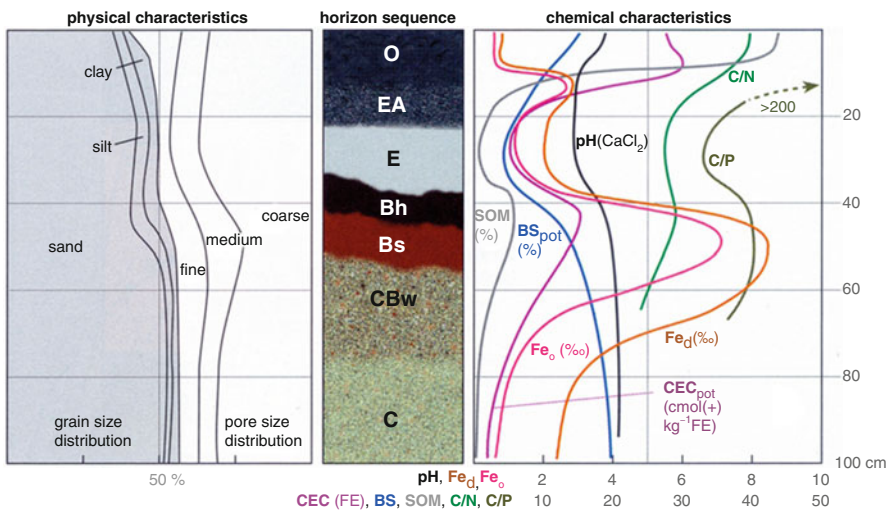 physical characteristics
horizon sequence
chemical characteristics
clay
silt
sand
fine
medium
coarse
grain size
distribution
pore size
distribution
50 %
O
EA
E
Bh
Bs
CBw
C
C/N
>200
pH(CaCl₂)
C/P
SOM
(%)
BSpot
(%)
Feₒ (‰)
Fed(‰)
CECpot
(cmol(+)
kg⁻¹FE)
20
40
60
80
100 cm
pH, Fed, Feₒ 2 4 6 8 10
CEC (FE), BS, SOM, C/N, C/P 10 20 30 40 50